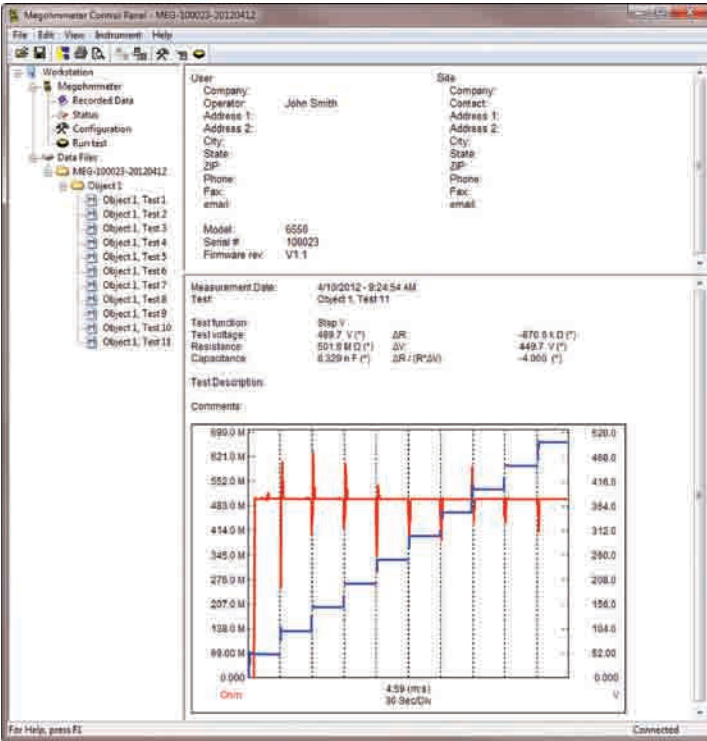 Megohmmeter Control Panel - MEG-100023-20120412
File Edit View Instrument Help
Workstation
Megohmmeter
Recorded Data
Status
Configuration
Run test
Data Files
MEG-100023-20120412
Object 1
Object 1, Test 1
Object 1, Test 2
Object 1, Test 3
Object 1, Test 4
Object 1, Test 5
Object 1, Test 6
Object 1, Test 7
Object 1, Test 8
Object 1, Test 9
Object 1, Test 10
Object 1, Test 11
User Site
Company: Company:
Operator: John Smith Contact:
Address 1: Address 1:
Address 2: Address 2:
City: City:
State: State:
ZIP: ZIP:
Phone: Phone:
Fax: Fax:
email: email:
Model: 6550
Serial # 100023
Firmware rev: V1.1
Measurement Date: 4/10/2012 - 9:24:54 AM
Test: Object 1, Test 11
Test function: Step V
Test voltage: 499.7 V (*) ΔR:
Resistance: 501.8 M Ω (*) ΔV: 449.7 V (*)
Capacitance: ΔR / (R*ΔV) (*)
Test Description:
Comments:
690.0 M 520.0
621.0 M 468.0
552.0 M 416.0
483.0 M 364.0
414.0 M 312.0
345.0 M 260.0
276.0 M 208.0
207.0 M 156.0
138.0 M 104.0
69.00 M 52.00
0.000 0.000
Ohm 4:59 (m:s) V
30 Sec/Div
For Help, press F1 Connected